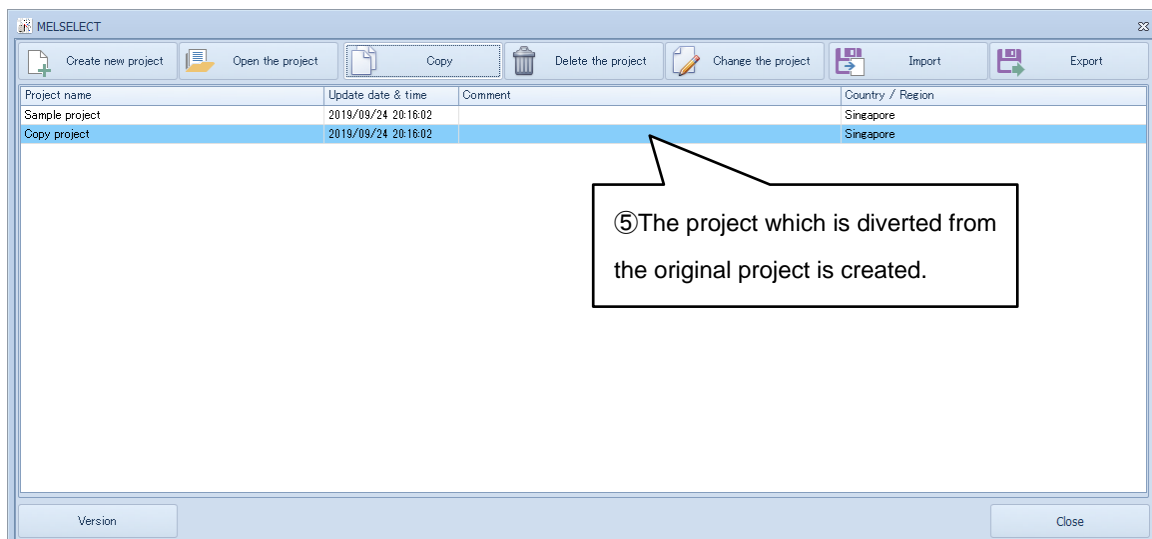 MELSELECT
Create new project Open the project Copy Delete the project Change the project Import Export
Project name Update date & time Comment Country / Region
Sample project 2019/09/24 20:16:02 Singapore
Copy project 2019/09/24 20:16:02 Singapore
⑤The project which is diverted from
the original project is created.
Version Close